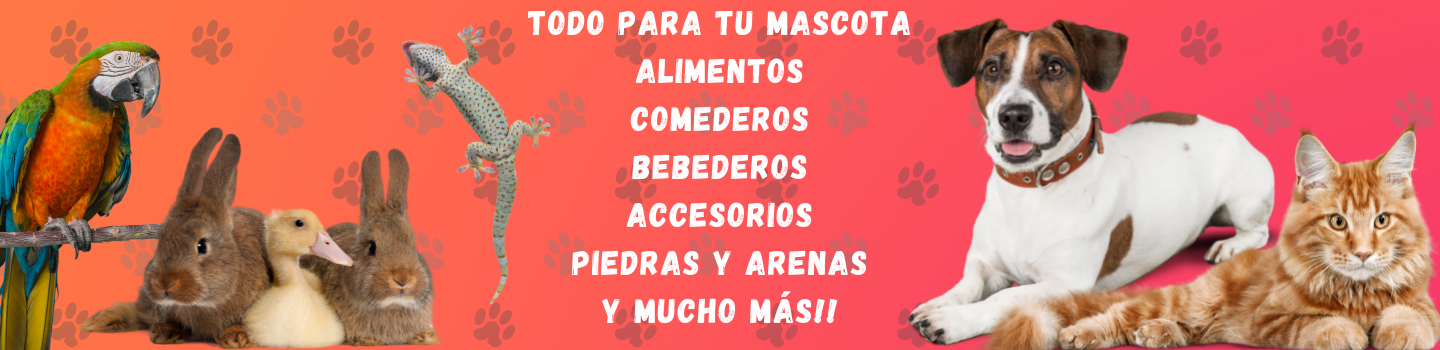 TODO PARA TU MASCOTA
ALIMENTOS
COMEDEROS
BEBEDEROS
ACCESORIOS
PIEDRAS Y ARENAS
Y MUCHO MÁS!!